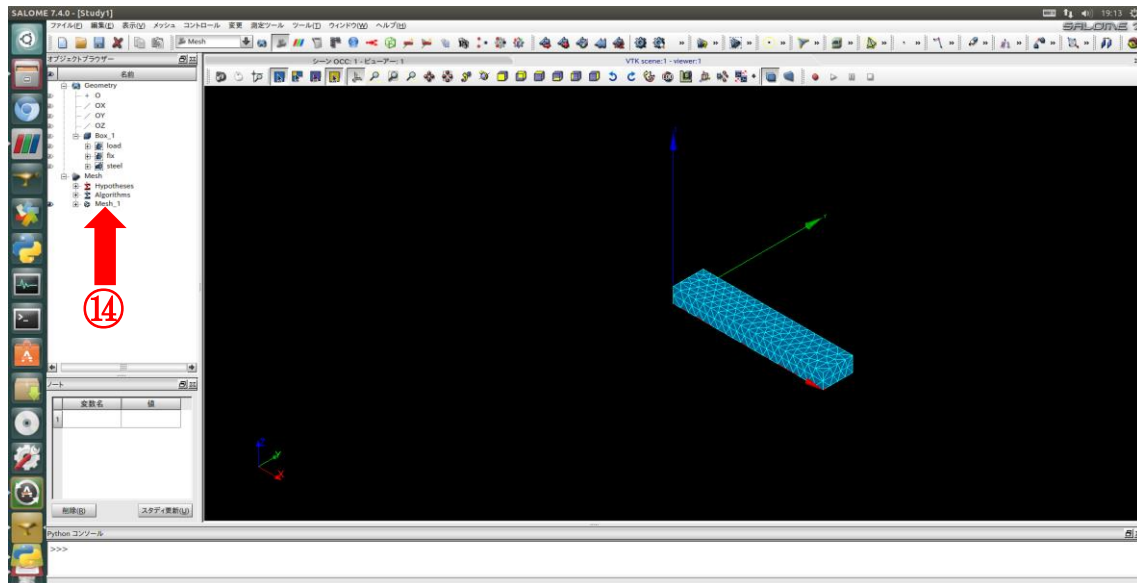 SALOME 7.4.0 - [Study1]
19:13
ファイル(F) 編集(E) 表示(V) メッシュ コントロール 変更 測定ツール ツール(T) ウィンドウ(W) ヘルプ(H)
SALOME 7
Mesh
オブジェクトブラウザー
シーン OCC: 1 - ビューアー: 1
VTK scene:1 - viewer:1
名前
Geometry
O
OX
OY
OZ
Box_1
load
fix
steel
Mesh
Hypotheses
Algorithms
Mesh_1
⑭
ノート
変数名 値
1
削除(R) スタディ更新(U)
Python コンソール
>>>